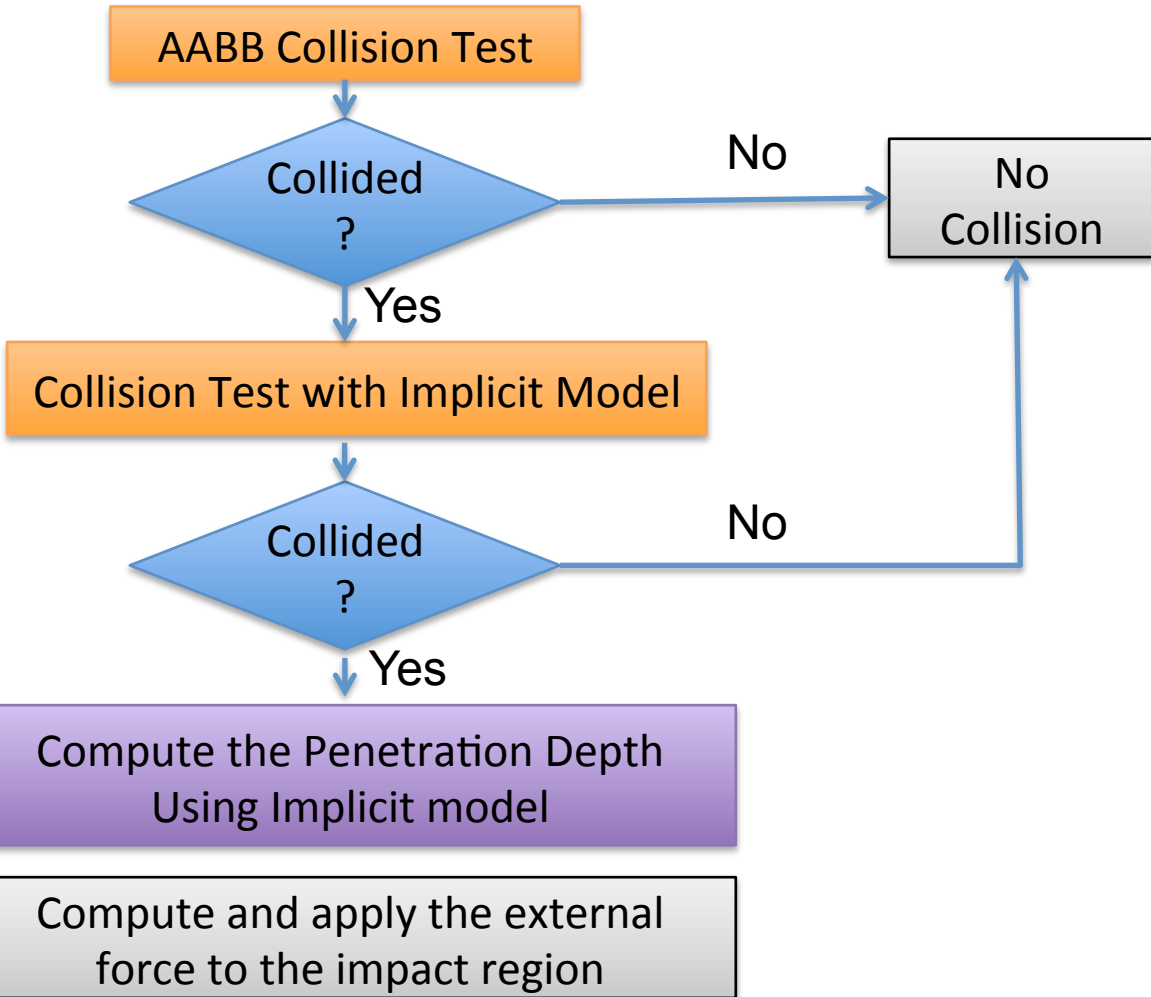 AABB Collision Test
Collided
?
No
No
Collision
Yes
Collision Test with Implicit Model
Collided
?
No
Yes
Compute the Penetration Depth
Using Implicit model
Compute and apply the external
force to the impact region